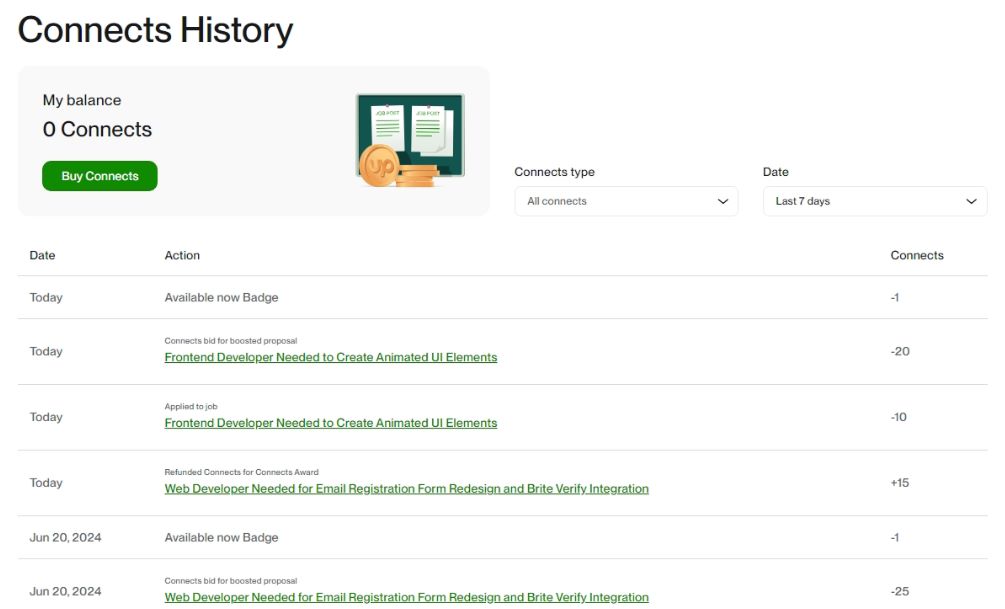 Connects History
My balance
0 Connects
JOB POST JOB POST
up
Buy Connects
Connects type Date
All connects Last 7 days
Date Action Connects
Today Available now Badge -1
Connects bid for boosted proposal
Today Frontend Developer Needed to Create Animated UI Elements -20
Applied to job
Today Frontend Developer Needed to Create Animated UI Elements -10
Refunded Connects for Connects Award
Today Web Developer Needed for Email Registration Form Redesign and Brite Verify Integration +15
Jun 20, 2024 Available now Badge -1
Connects bid for boosted proposal
Jun 20, 2024 Web Developer Needed for Email Registration Form Redesign and Brite Verify Integration -25